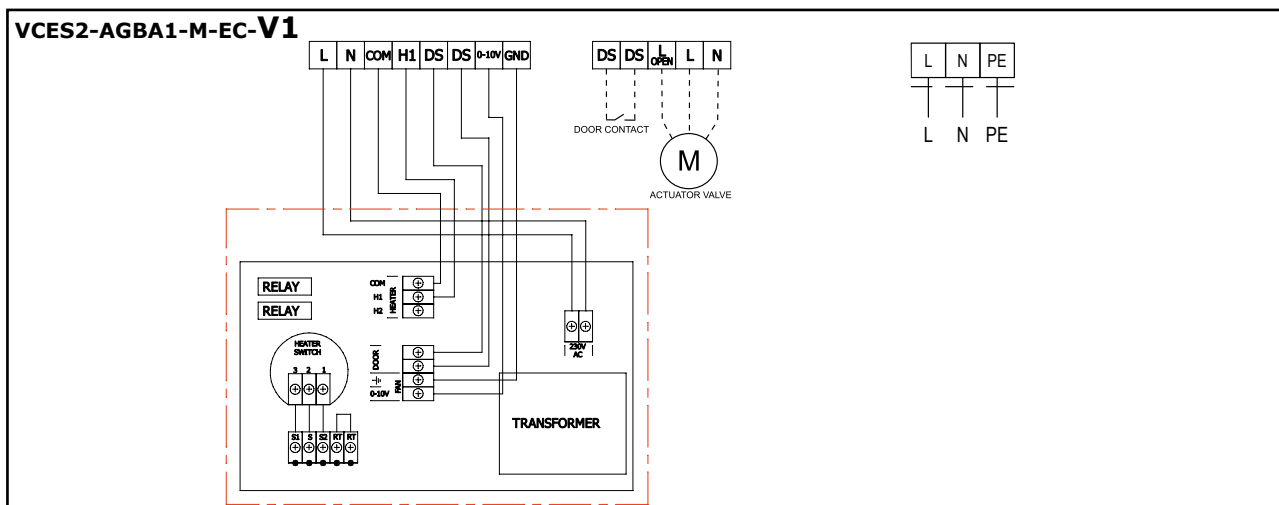 VCES2-AGBA1-M-EC-V1
L N COM H1 DS DS 0-10V GND
DS DS L OPEN L N
L N PE
DOOR CONTACT
L N PE
M
ACTUATOR VALVE
RELAY
RELAY
COM
H1
H2
HEATER
HEATER
SWITCH
3 2 1
DOOR
FAN
0-10V
230V
AC
TRANSFORMER
S1 S S2 RT RT